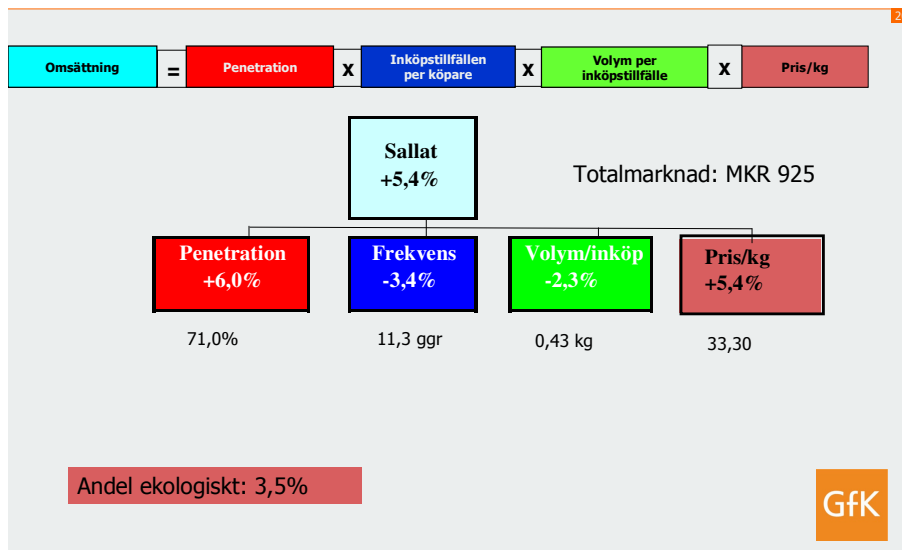 2
Omsättning
=
Penetration
X
Inköpstillfällen
per köpare
X
Volym per
inköpstillfälle
X
Pris/kg
Sallat
+5,4%
Totalmarknad: MKR 925
Penetration
+6,0%
Frekvens
-3,4%
Volym/inköp
-2,3%
Pris/kg
+5,4%
71,0%
11,3 ggr
0,43 kg
33,30
Andel ekologiskt: 3,5%
GfK